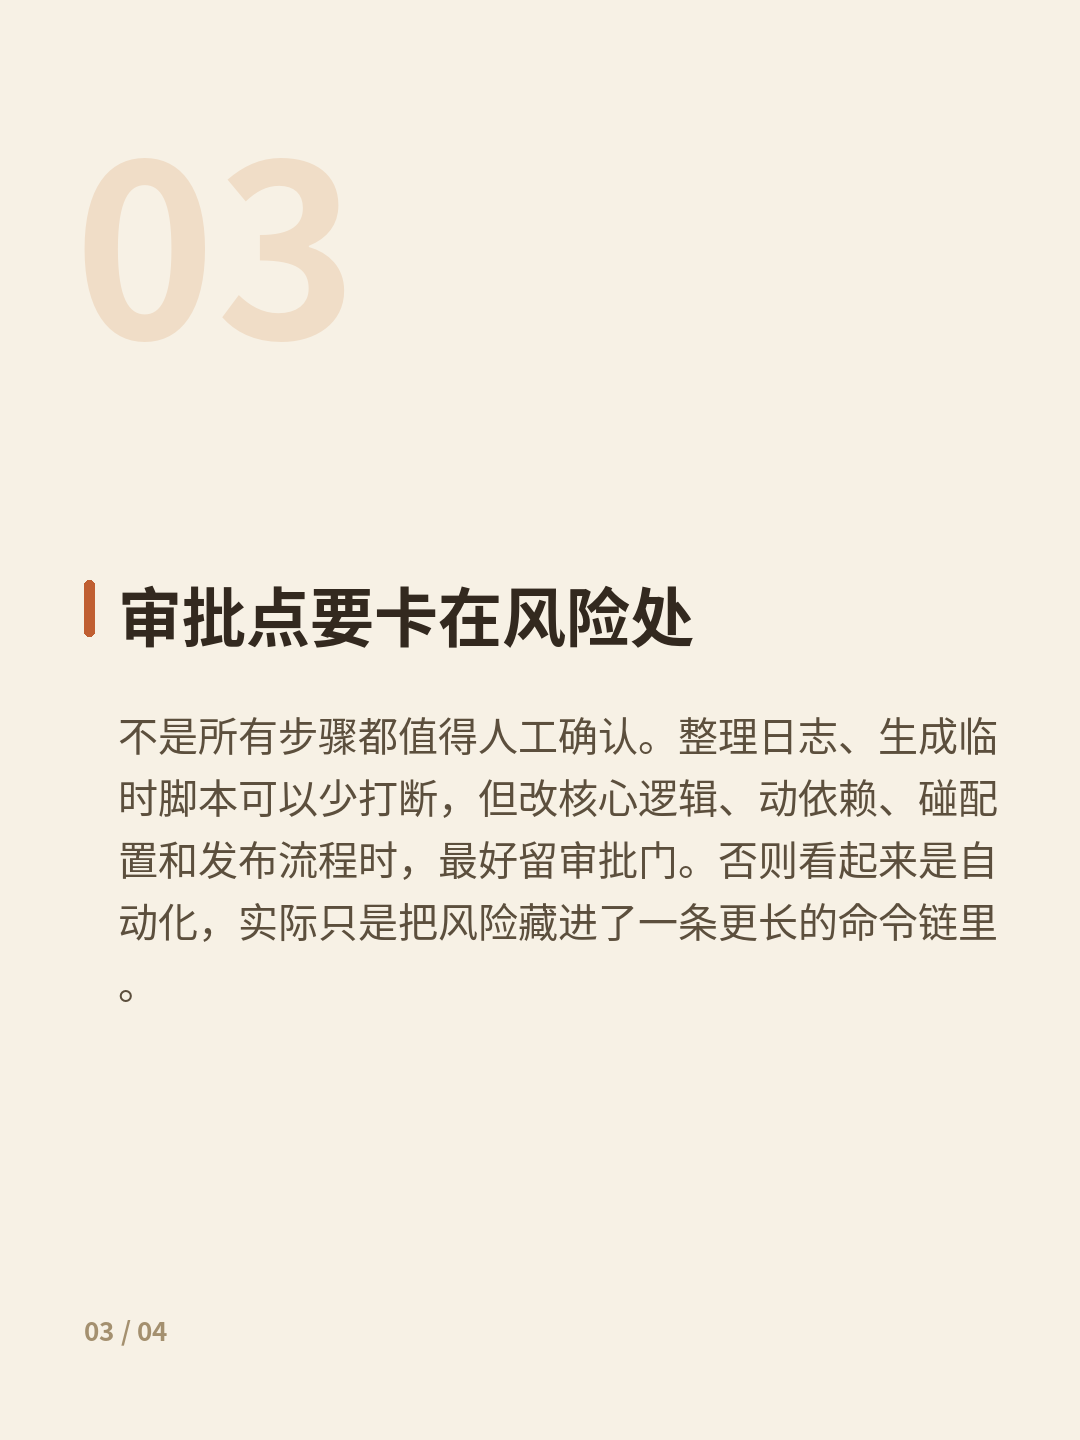 03
审批点要卡在风险处
不是所有步骤都值得人工确认。整理日志、生成临
时脚本可以少打断，但改核心逻辑、动依赖、碰配
置和发布流程时，最好留审批门。否则看起来是自
动化，实际只是把风险藏进了一条更长的命令链里
。
03 / 04